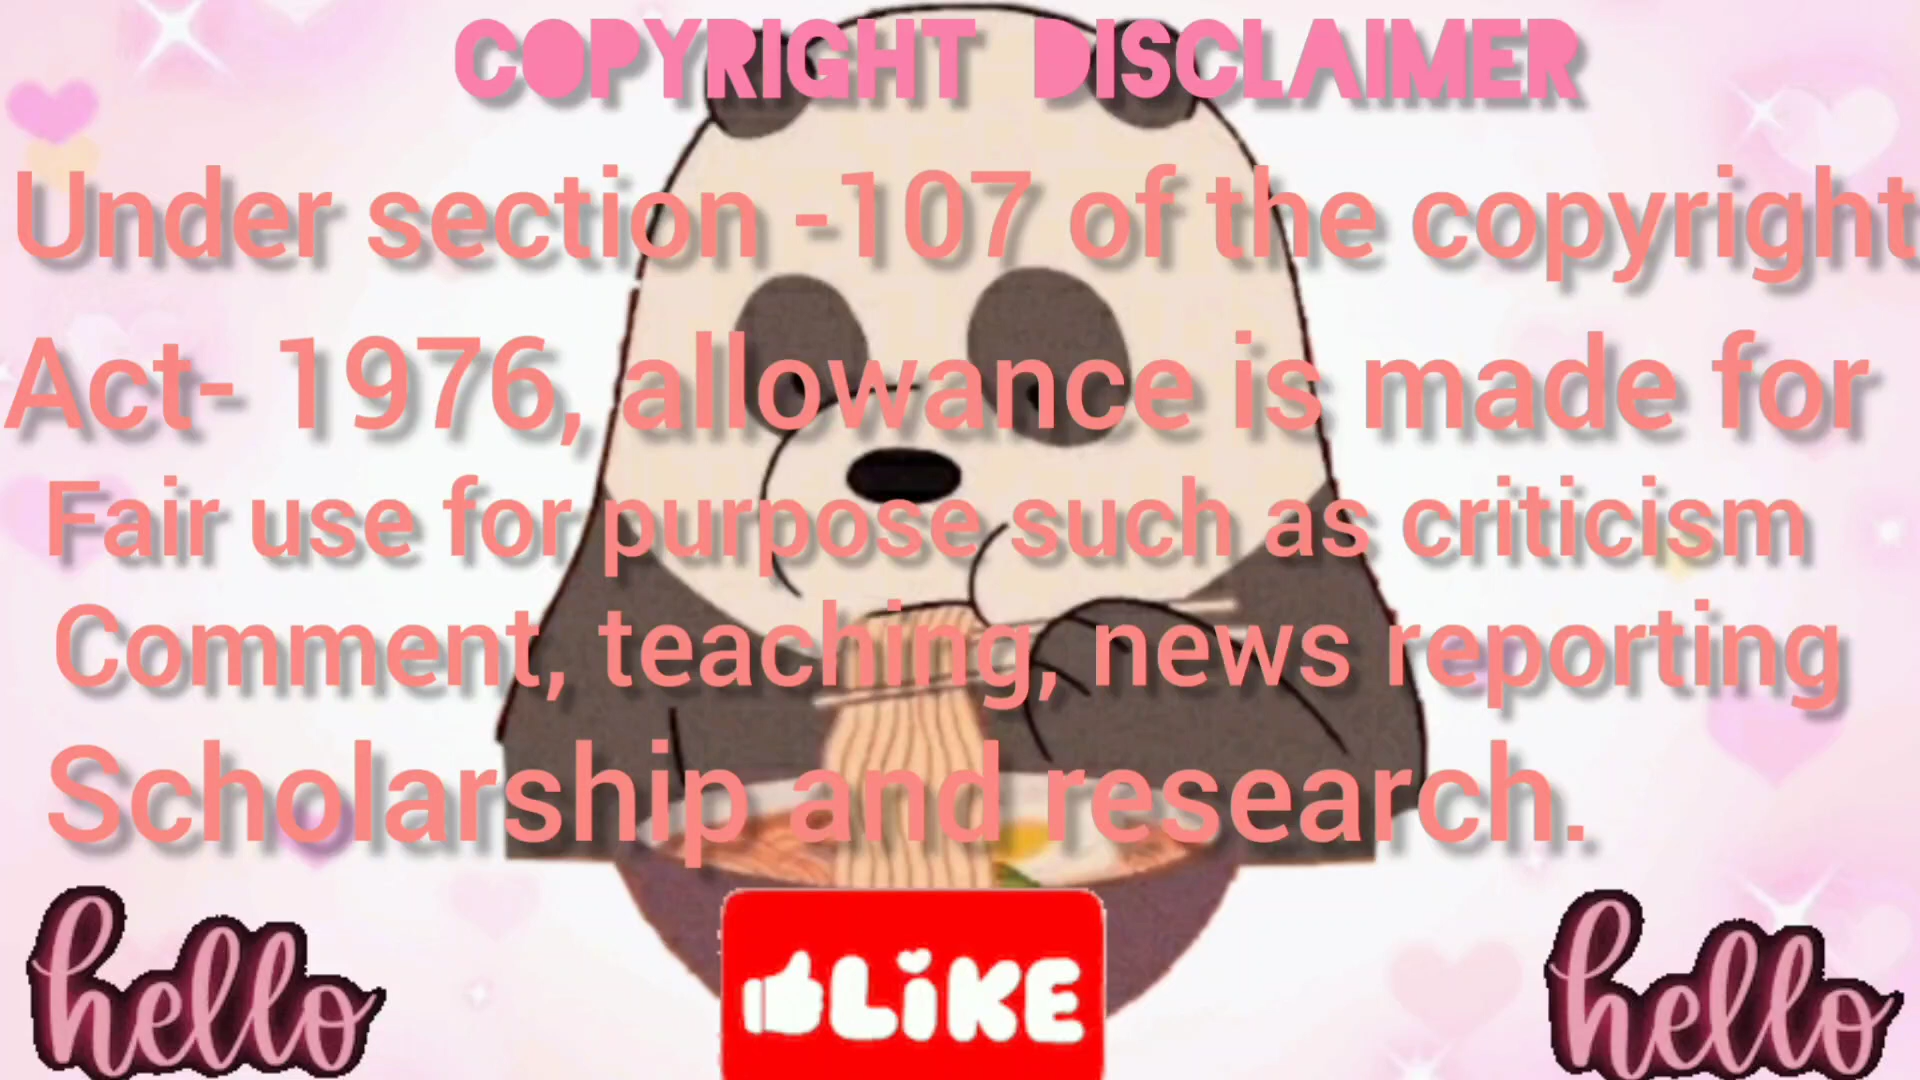 COPYRIGHT DISCLAIMER
Under section -107 of the copyright
Act- 1976, allowance is made for
Fair use for purpose such as criticism
Comment, teaching, news reporting
Scholarship and research.
hello
LiKE
hello